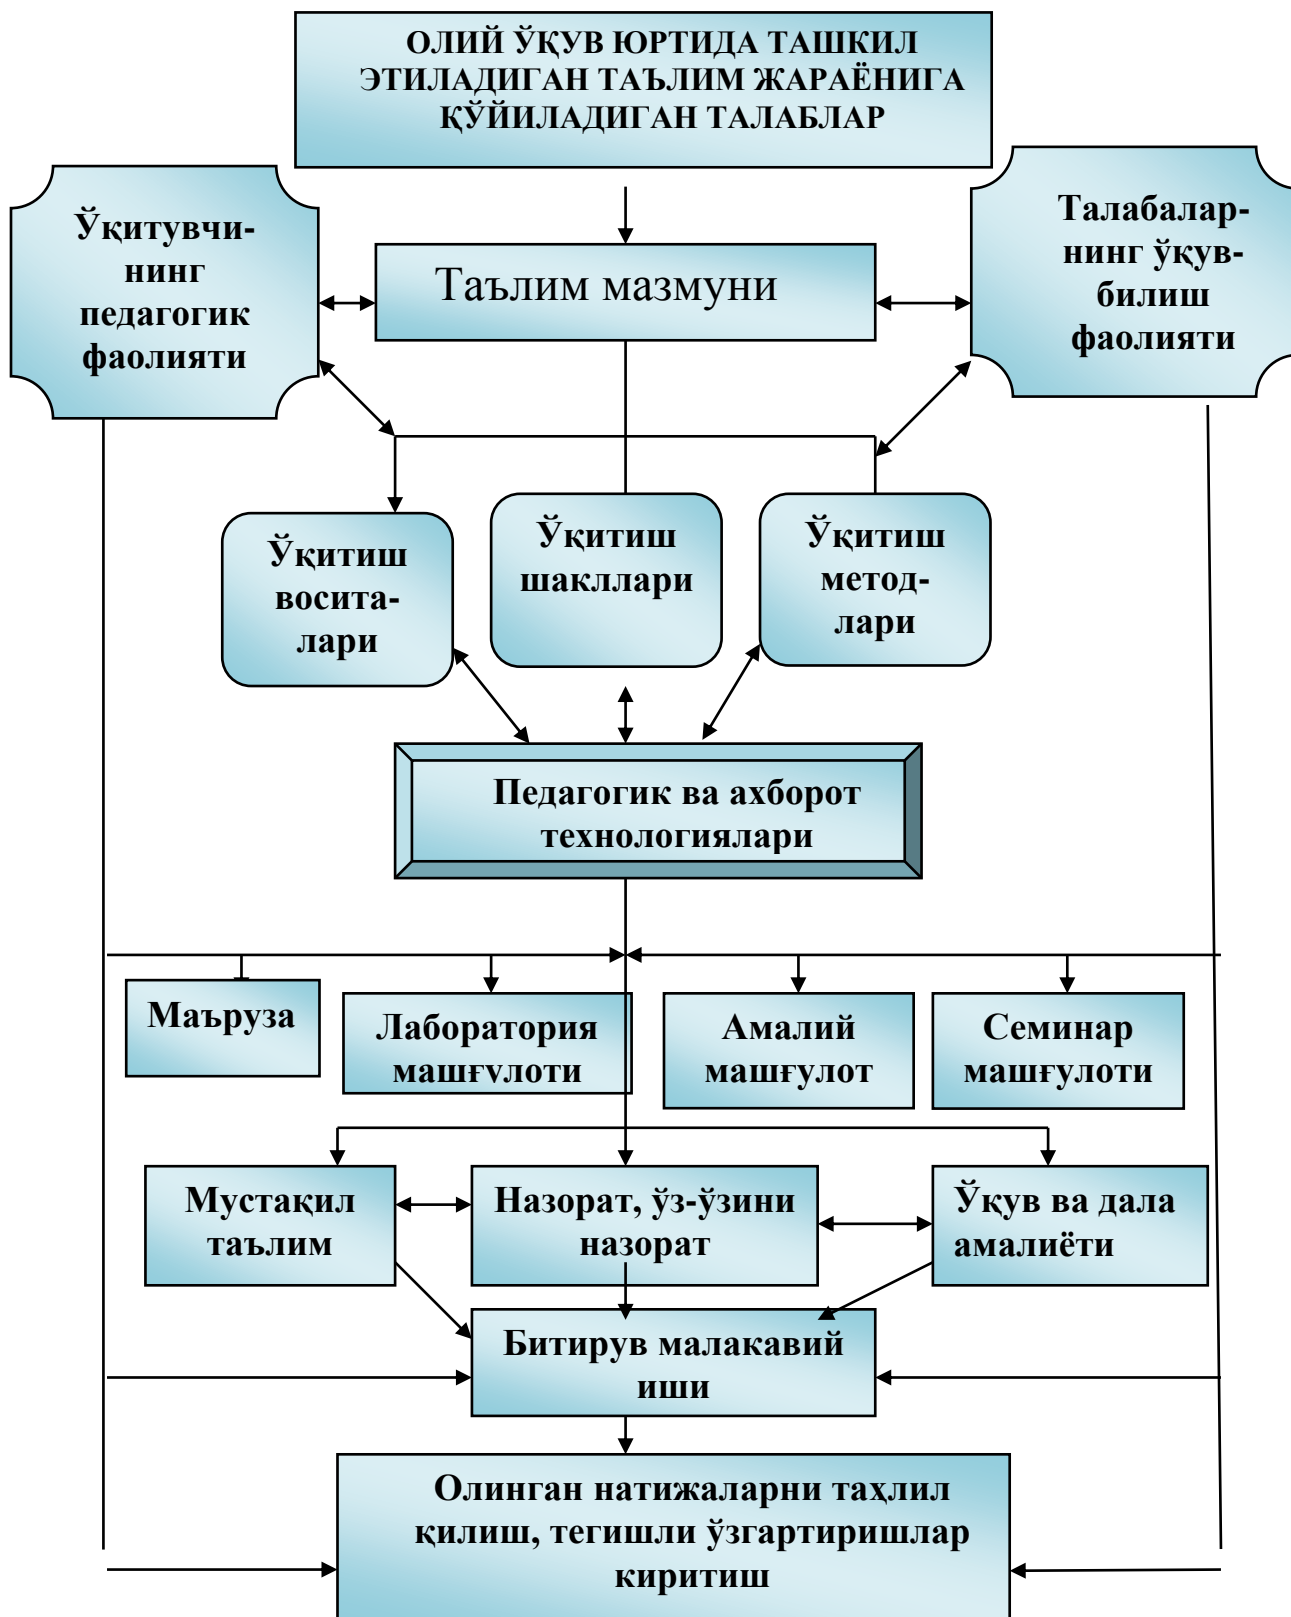 ОЛИЙ ЎҚУВ ЮРТИДА ТАШКИЛ
ЭТИЛАДИГАН ТАЪЛИМ ЖАРАЁНИГА
ҚЎЙИЛАДИГАН ТАЛАБЛАР
Ўқитувчи-
нинг
педагогик
фаолияти
Таълим мазмуни
Талабалар-
нинг ўқув-
билиш
фаолияти
Ўқитиш
восита-
лари
Ўқитиш
шакллари
Ўқитиш
метод-
лари
Педагогик ва ахборот
технологиялари
Маъруза
Лаборатория
машғулоти
Амалий
машғулот
Семинар
машғулоти
Мустақил
таълим
Назорат, ўз-ўзини
назорат
Ўқув ва дала
амалиёти
Битирув малакавий
иши
Олинган натижаларни таҳлил
қилиш, тегишли ўзгартиришлар
киритиш